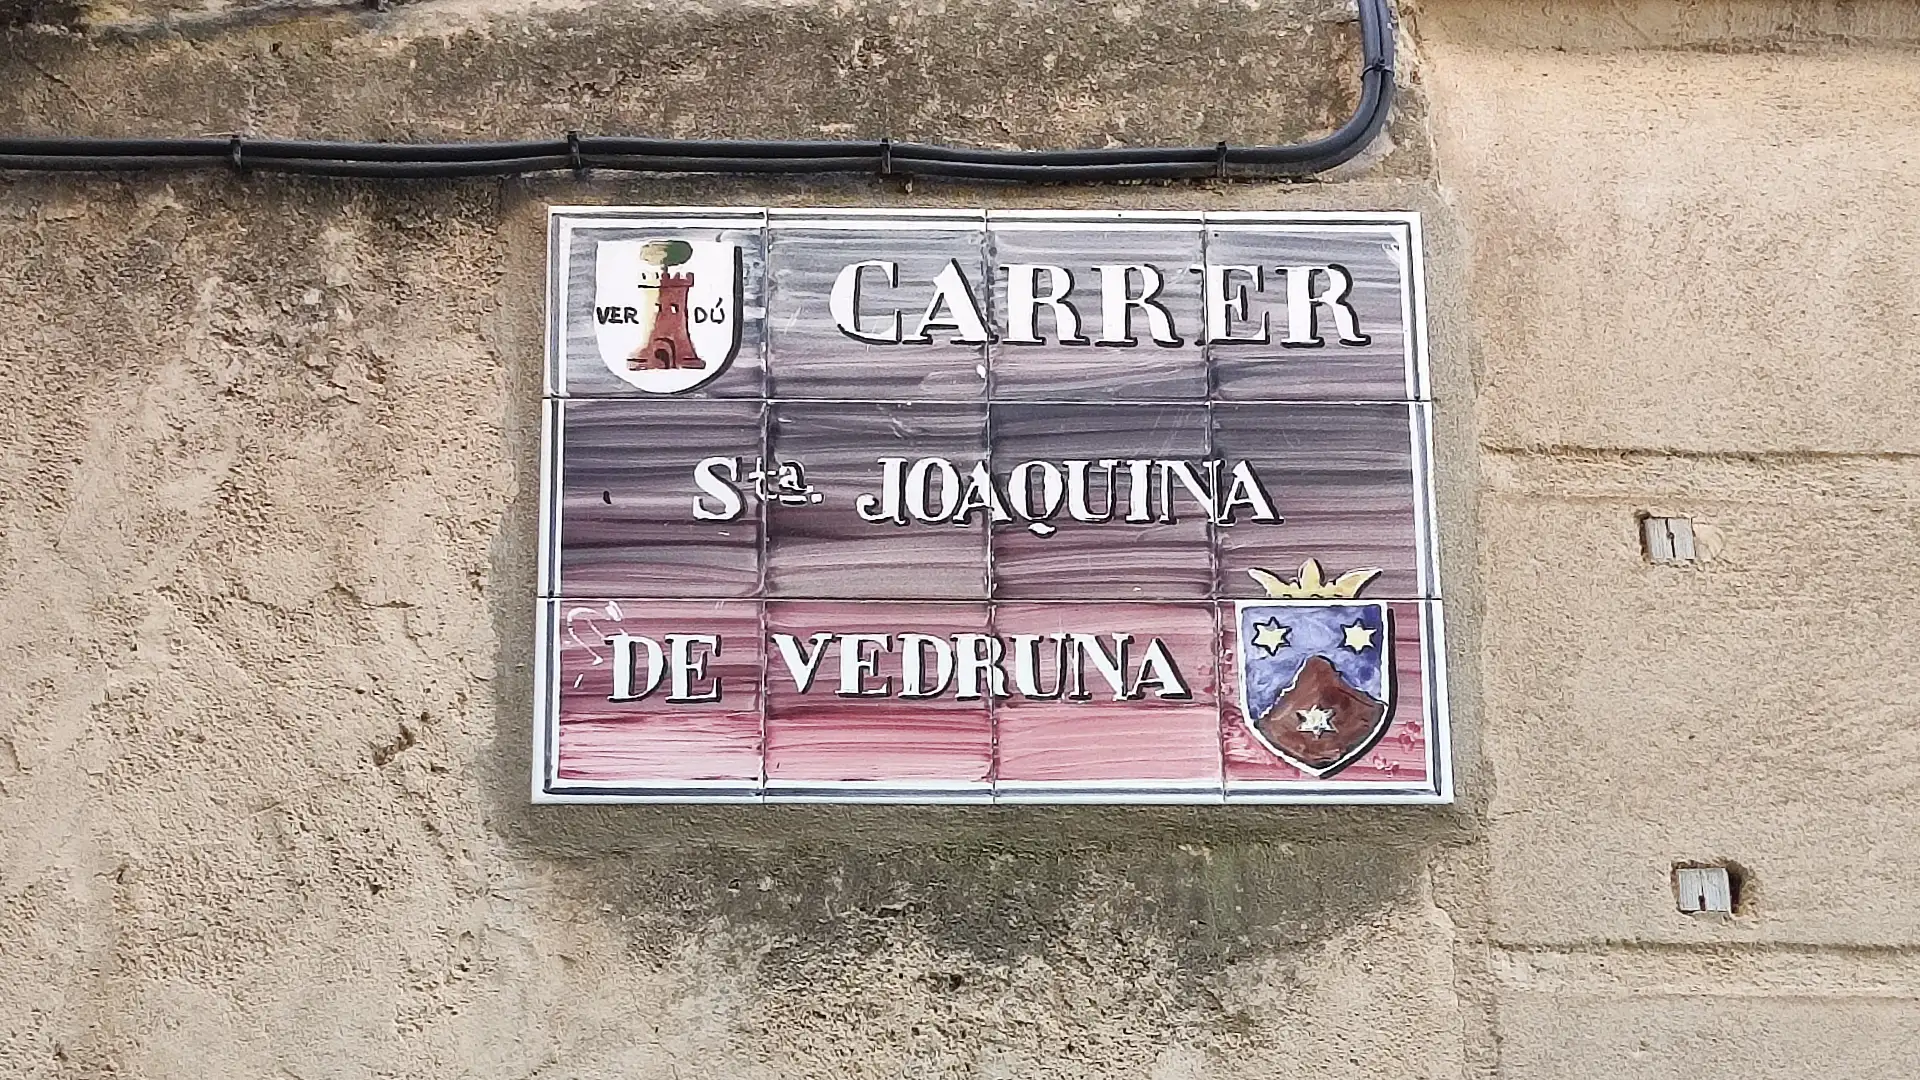 VER DÚ
CARRER
Sta. JOAQUINA
DE VEDRUNA